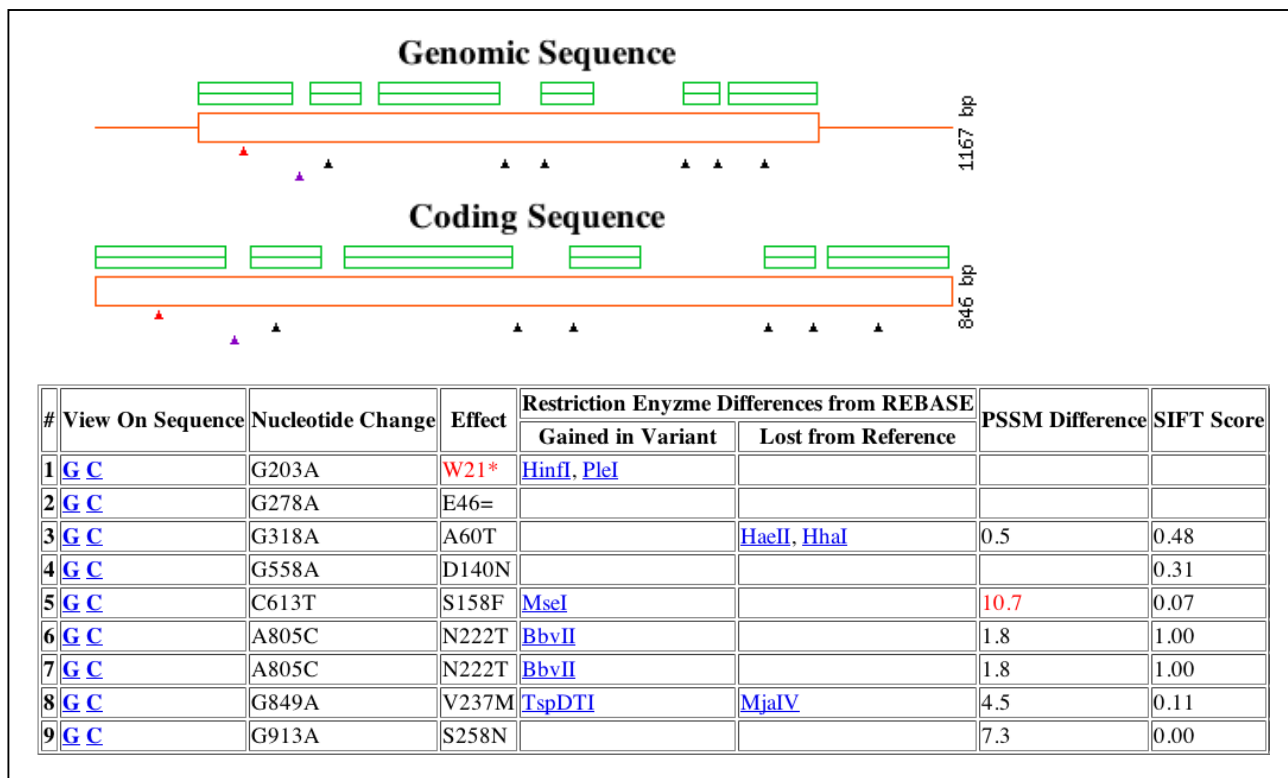 Genomic Sequence
1167 bp
Coding Sequence
846 bp
# View On Sequence Nucleotide Change Effect Restriction Enyzme Differences from REBASE PSSM Difference SIFT Score
Gained in Variant Lost from Reference
1 G C G203A W21* HinfI, PleI
2 G C G278A E46=
3 G C G318A A60T HaeII, HhaI 0.5 0.48
4 G C G558A D140N 0.31
5 G C C613T S158F MseI 10.7 0.07
6 G C A805C N222T BbvII 1.8 1.00
7 G C A805C N222T BbvII 1.8 1.00
8 G C G849A V237M TspDTI MjaIV 4.5 0.11
9 G C G913A S258N 7.3 0.00